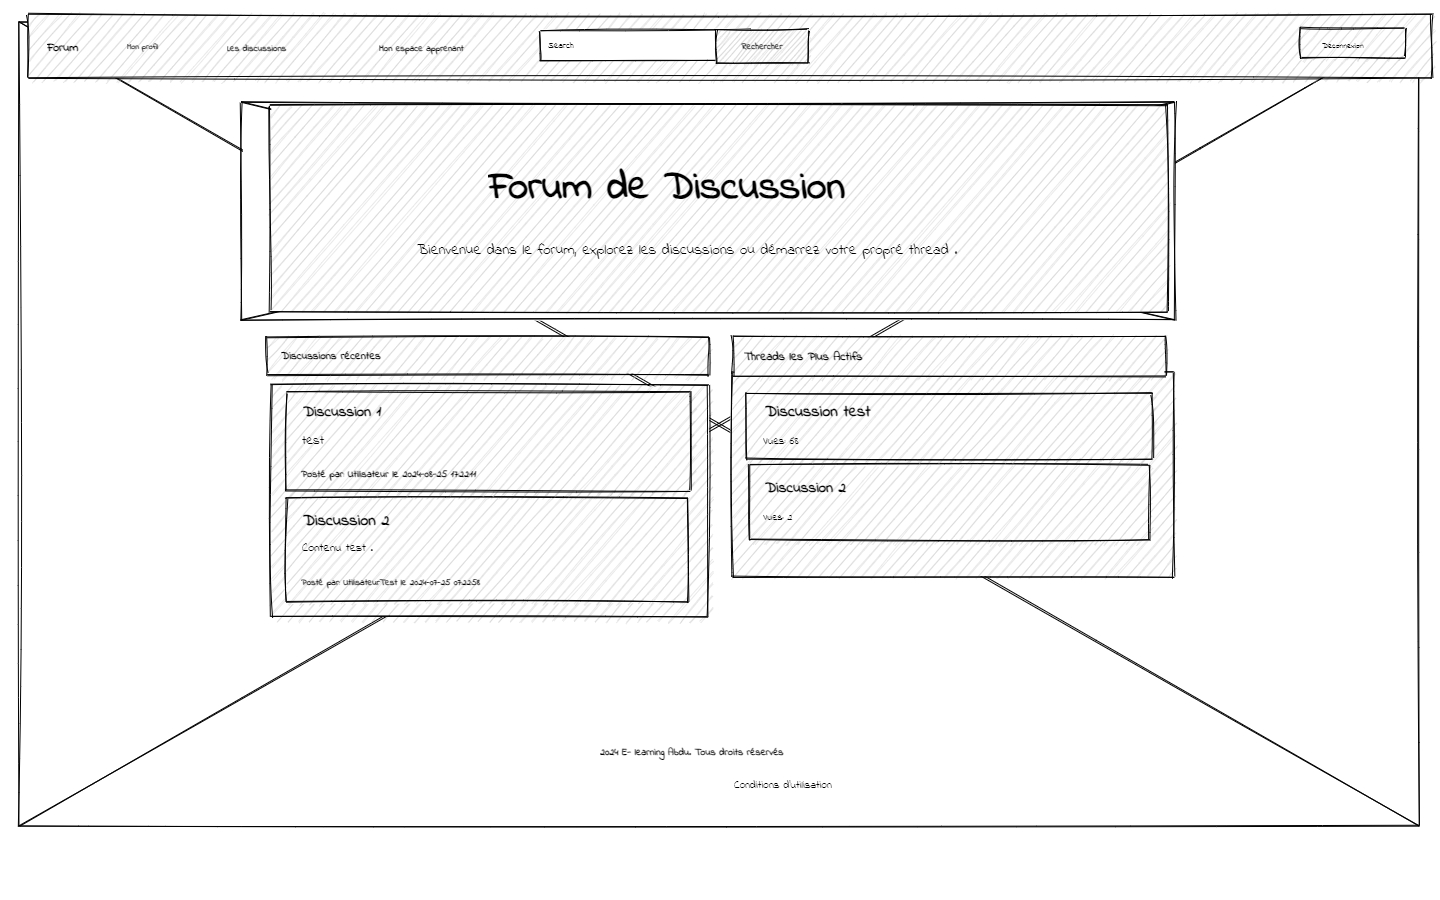 Forum Mon profil Les discussions Mon espace apprenant Search Rechercher Déconnexion
Forum de Discussion
Bienvenue dans le forum, explorez les discussions ou démarrez votre propré thread .
Discussions récentes
Discussion 1
test
Posté par Utilisateur le 2024-08-25 17:22:11
Discussion 2
Contenu test .
Posté par UtilisateurTest le 2024-07-25 07:22:58
Threads les Plus Actifs
Discussion test
Vues: 68
Discussion 2
Vues: 2
2024 E- learning Abdu. Tous droits réservés
Conditions d'utilisation